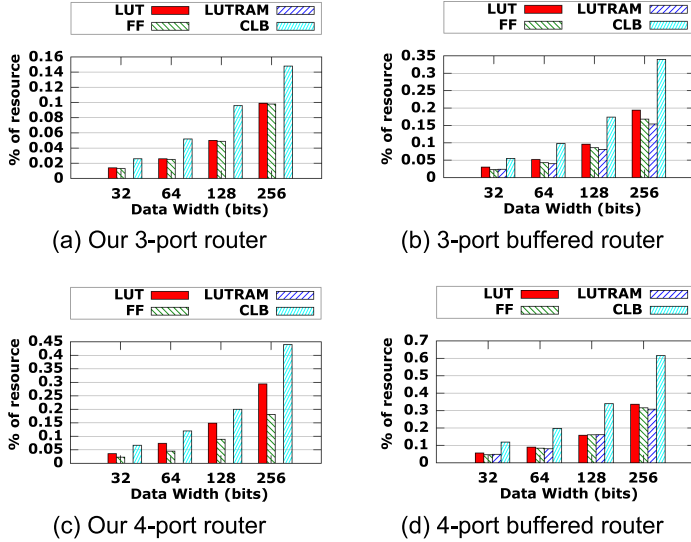 LUT LUTRAM
FF CLB
% of resource
0.16
0.14
0.12
0.1
0.08
0.06
0.04
0.02
0
32 64 128 256
Data Width (bits)
(a) Our 3-port router
LUT LUTRAM
FF CLB
% of resource
0.35
0.3
0.25
0.2
0.15
0.1
0.05
0
32 64 128 256
Data Width (bits)
(b) 3-port buffered router
LUT LUTRAM
FF CLB
% of resource
0.45
0.4
0.35
0.3
0.25
0.2
0.15
0.1
0.05
0
32 64 128 256
Data Width (bits)
(c) Our 4-port router
LUT LUTRAM
FF CLB
% of resource
0.7
0.6
0.5
0.4
0.3
0.2
0.1
0
32 64 128 256
Data Width (bits)
(d) 4-port buffered router